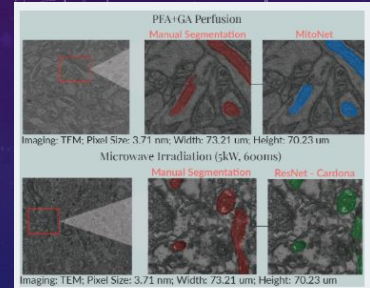 PFA+GA Perfusion
Manual Segmentation MitoNet
Imaging: TEM; Pixel Size: 3.71 nm; Width: 73.21 um; Height: 70.23 um
Microwave Irradiation (5kW, 600ms)
Manual Segmentation ResNet - Cardona
Imaging: TEM; Pixel Size: 3.71 nm; Width: 73.21 um; Height: 70.23 um